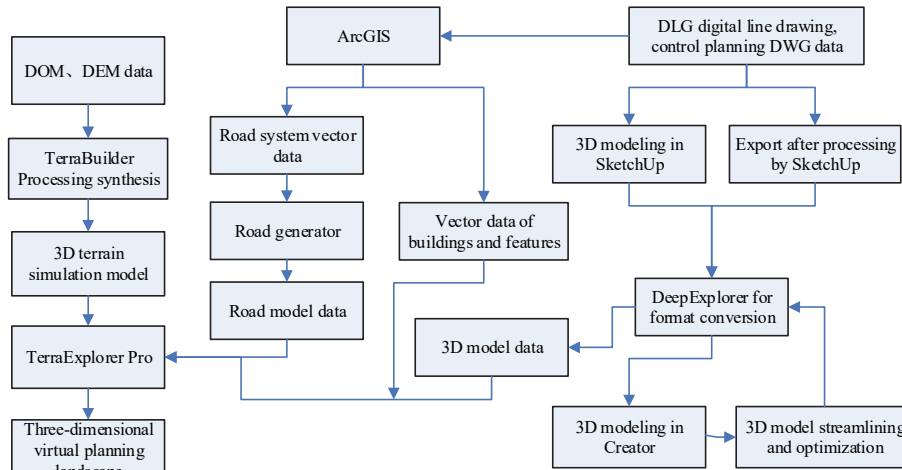 DOM、DEM data
TerraBuilder
Processing synthesis
3D terrain
simulation model
TerraExplorer Pro
Three-dimensional
virtual planning
landscape
ArcGIS
Road system vector
data
Road generator
Road model data
Vector data of
buildings and features
DLG digital line drawing,
control planning DWG data
3D modeling in
SketchUp
Export after processing
by SketchUp
DeepExplorer for
format conversion
3D model data
3D modeling in
Creator
3D model streamlining
and optimization